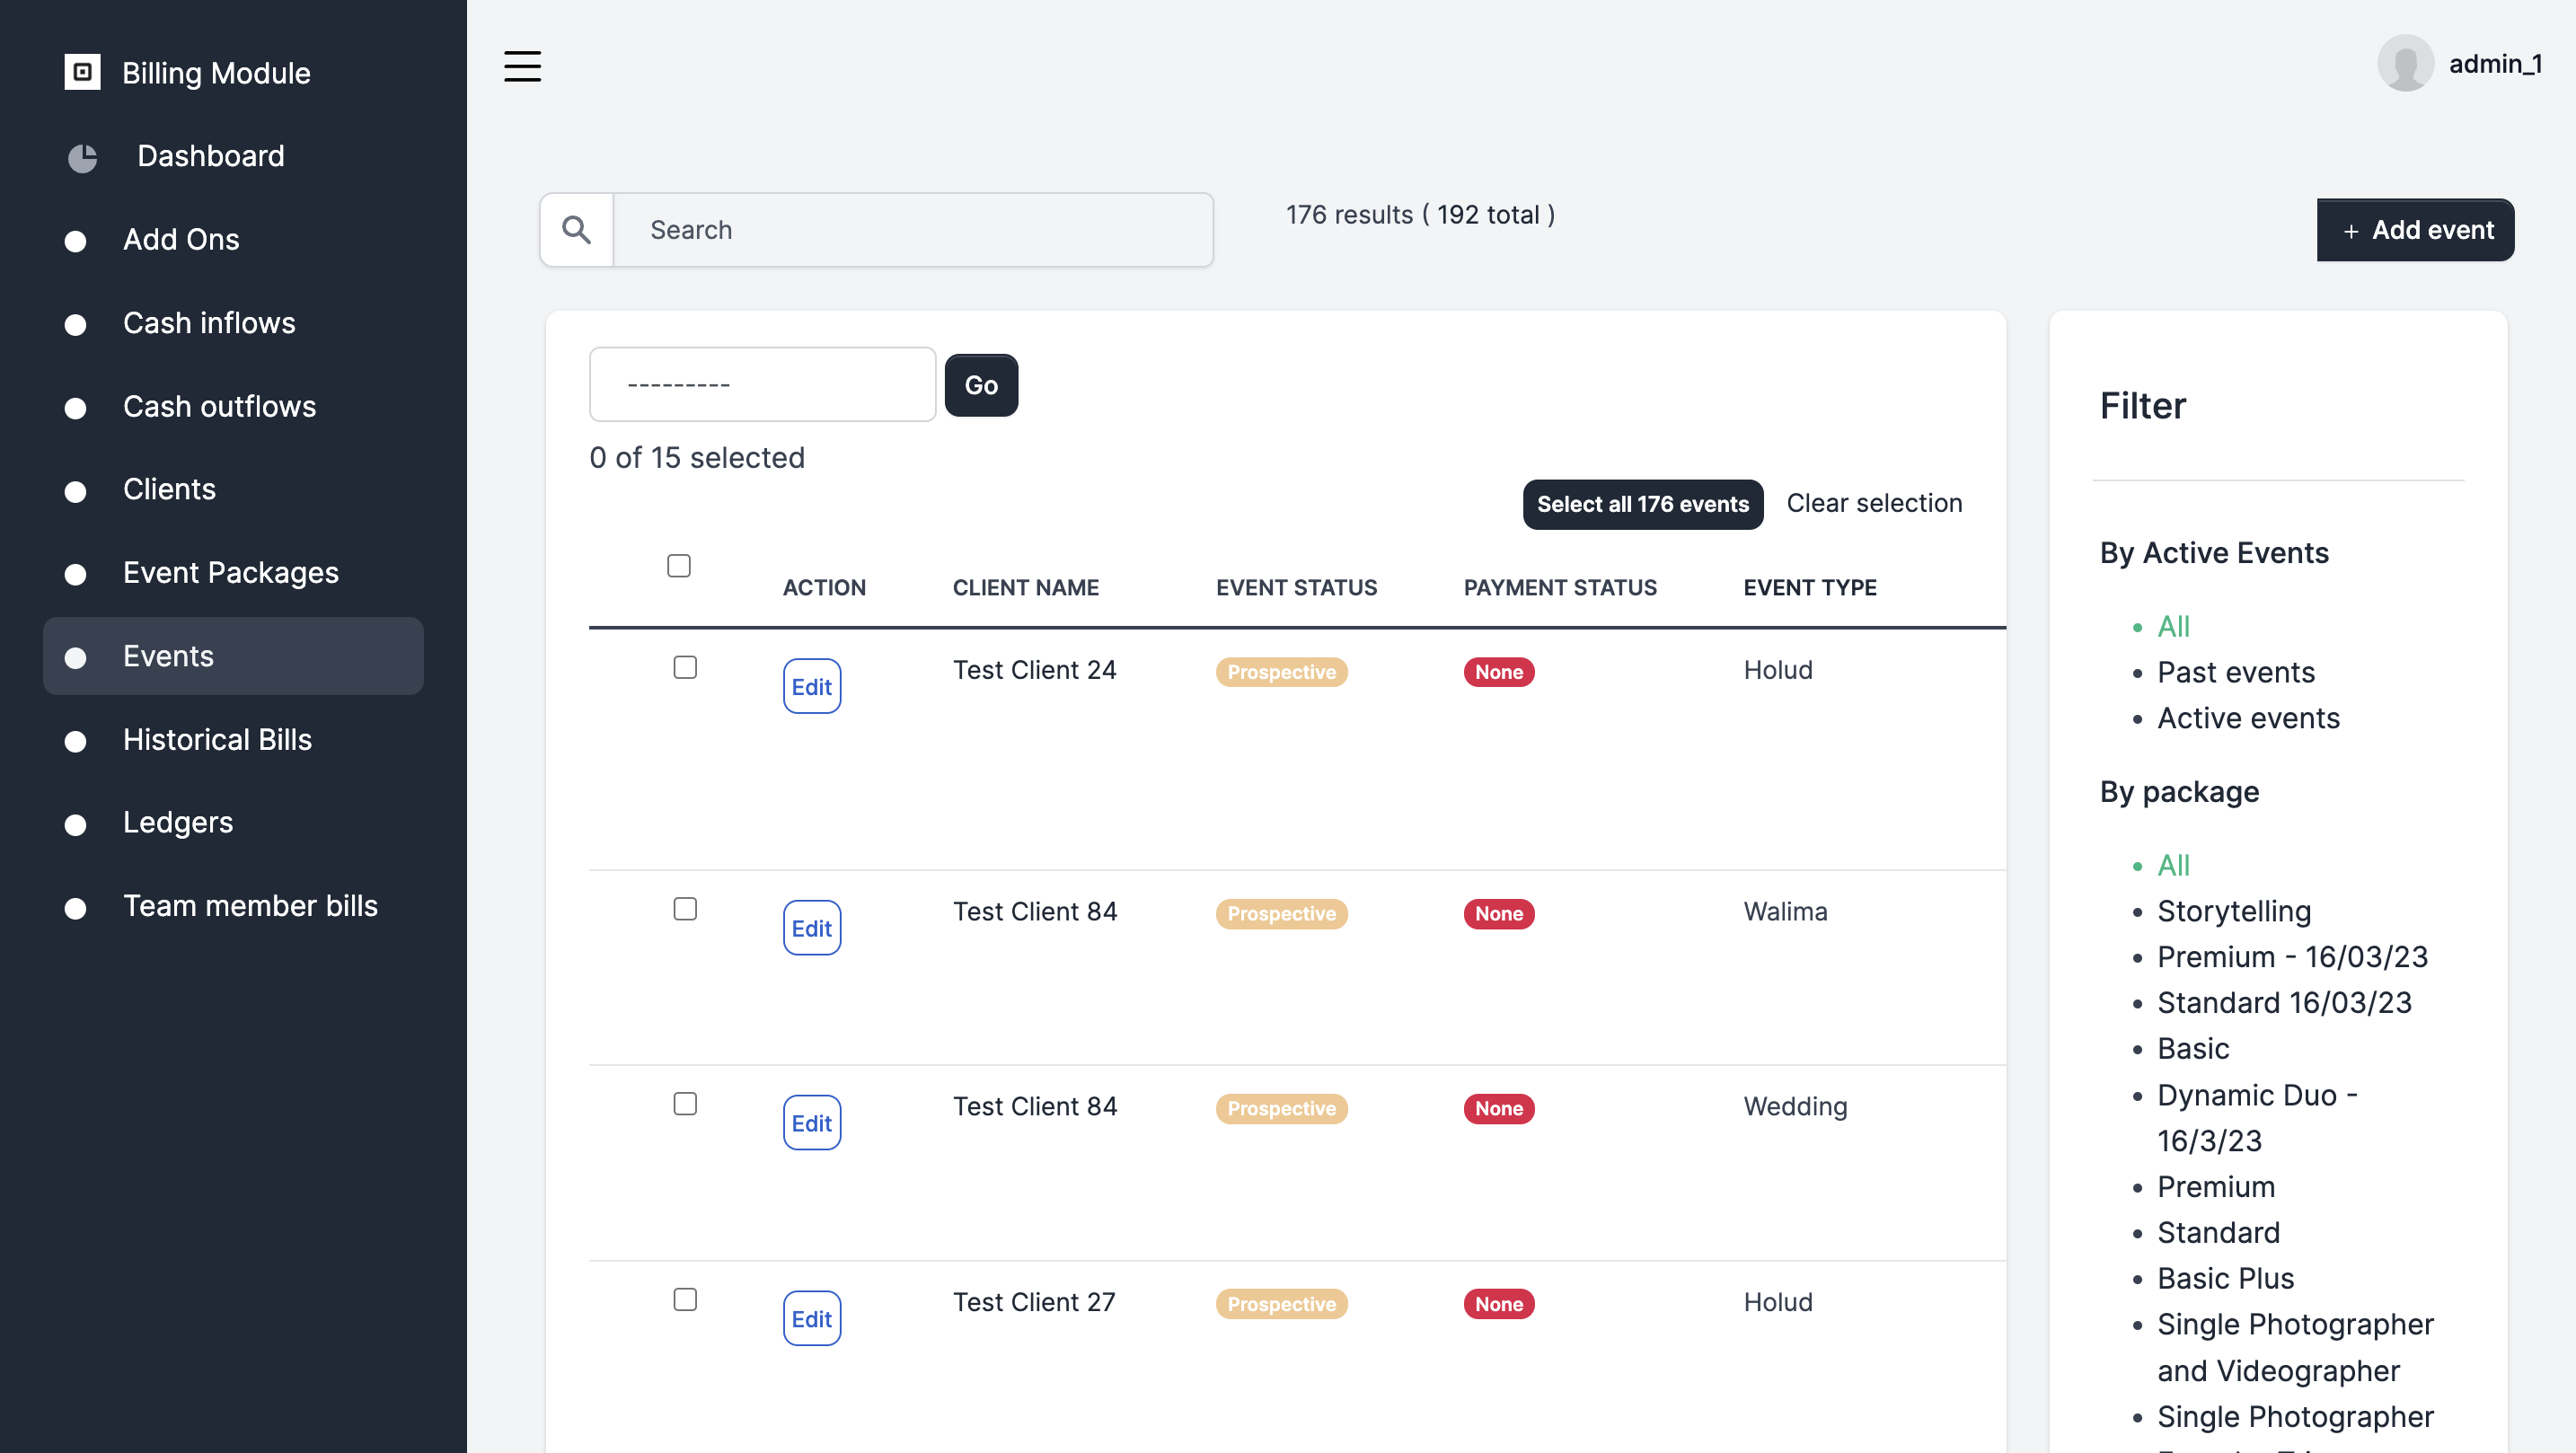 Billing Module
Dashboard
Add Ons
Cash inflows
Cash outflows
Clients
Event Packages
Events
Historical Bills
Ledgers
Team member bills
admin_1
Search
176 results ( 192 total )
+ Add event
---------
Go
0 of 15 selected
Select all 176 events Clear selection
ACTION CLIENT NAME EVENT STATUS PAYMENT STATUS EVENT TYPE
Edit Test Client 24 Prospective None Holud
Edit Test Client 84 Prospective None Walima
Edit Test Client 84 Prospective None Wedding
Edit Test Client 27 Prospective None Holud
Filter
By Active Events
All
Past events
Active events
By package
All
Storytelling
Premium - 16/03/23
Standard 16/03/23
Basic
Dynamic Duo -
16/3/23
Premium
Standard
Basic Plus
Single Photographer
and Videographer
Single Photographer